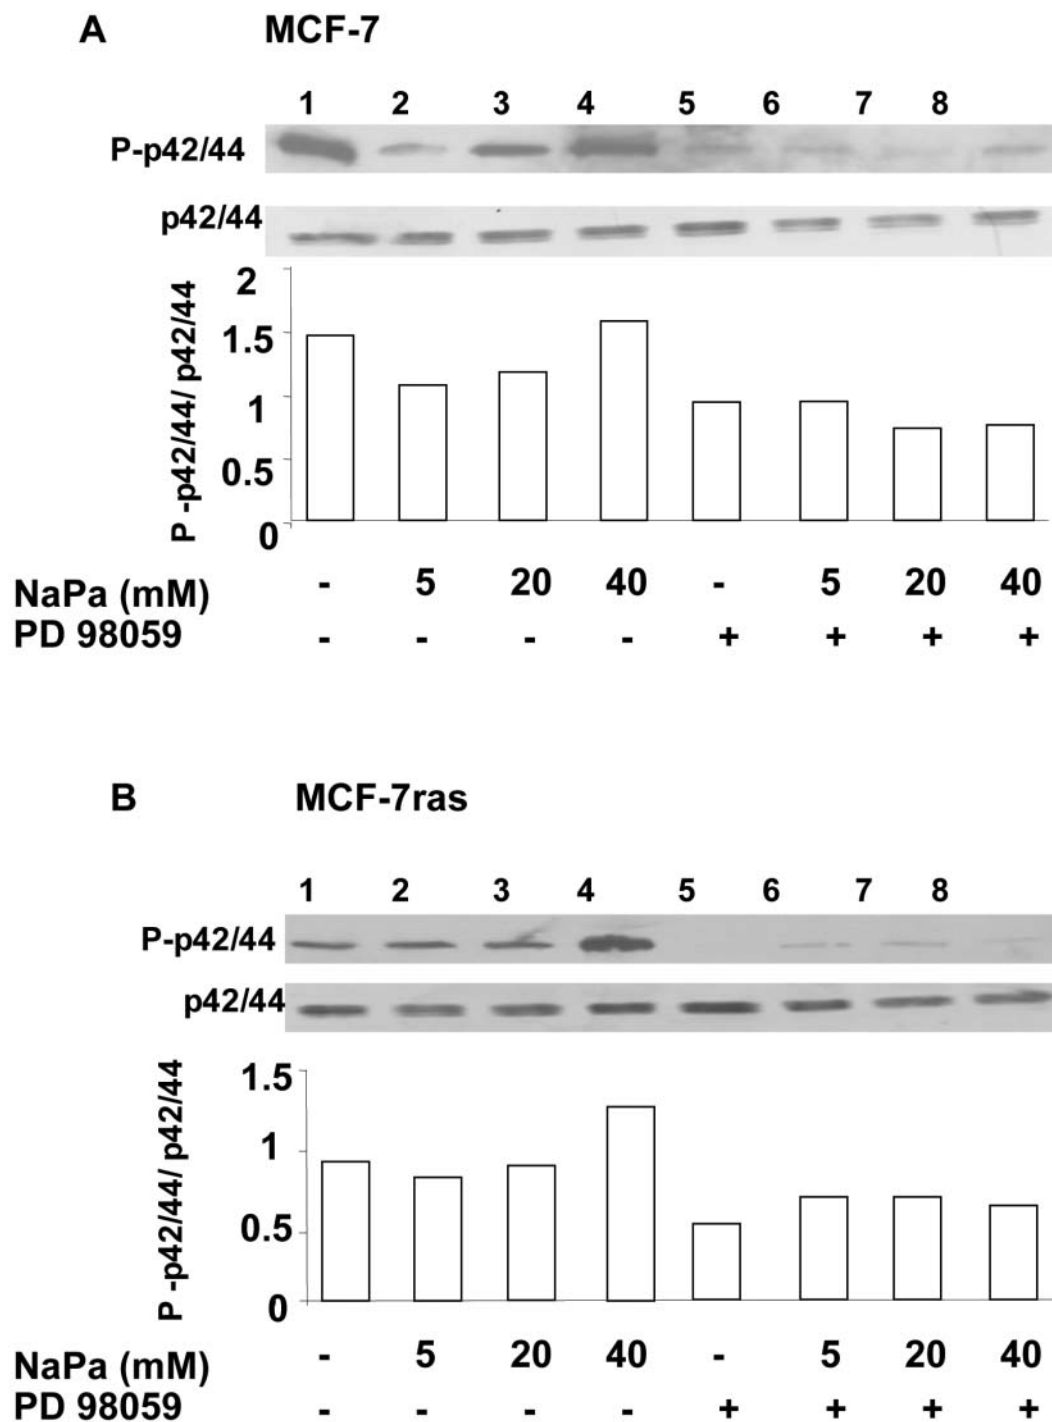 A MCF-7
1 2 3 4 5 6 7 8
P-p42/44
p42/44
P -p42/44/ p42/44
2
1.5
1
0.5
0
NaPa (mM) - 5 20 40 - 5 20 40
PD 98059 - - - - + + + +
B MCF-7ras
1 2 3 4 5 6 7 8
P-p42/44
p42/44
P -p42/44/ p42/44
1.5
1
0.5
0
NaPa (mM) - 5 20 40 - 5 20 40
PD 98059 - - - - + + + +